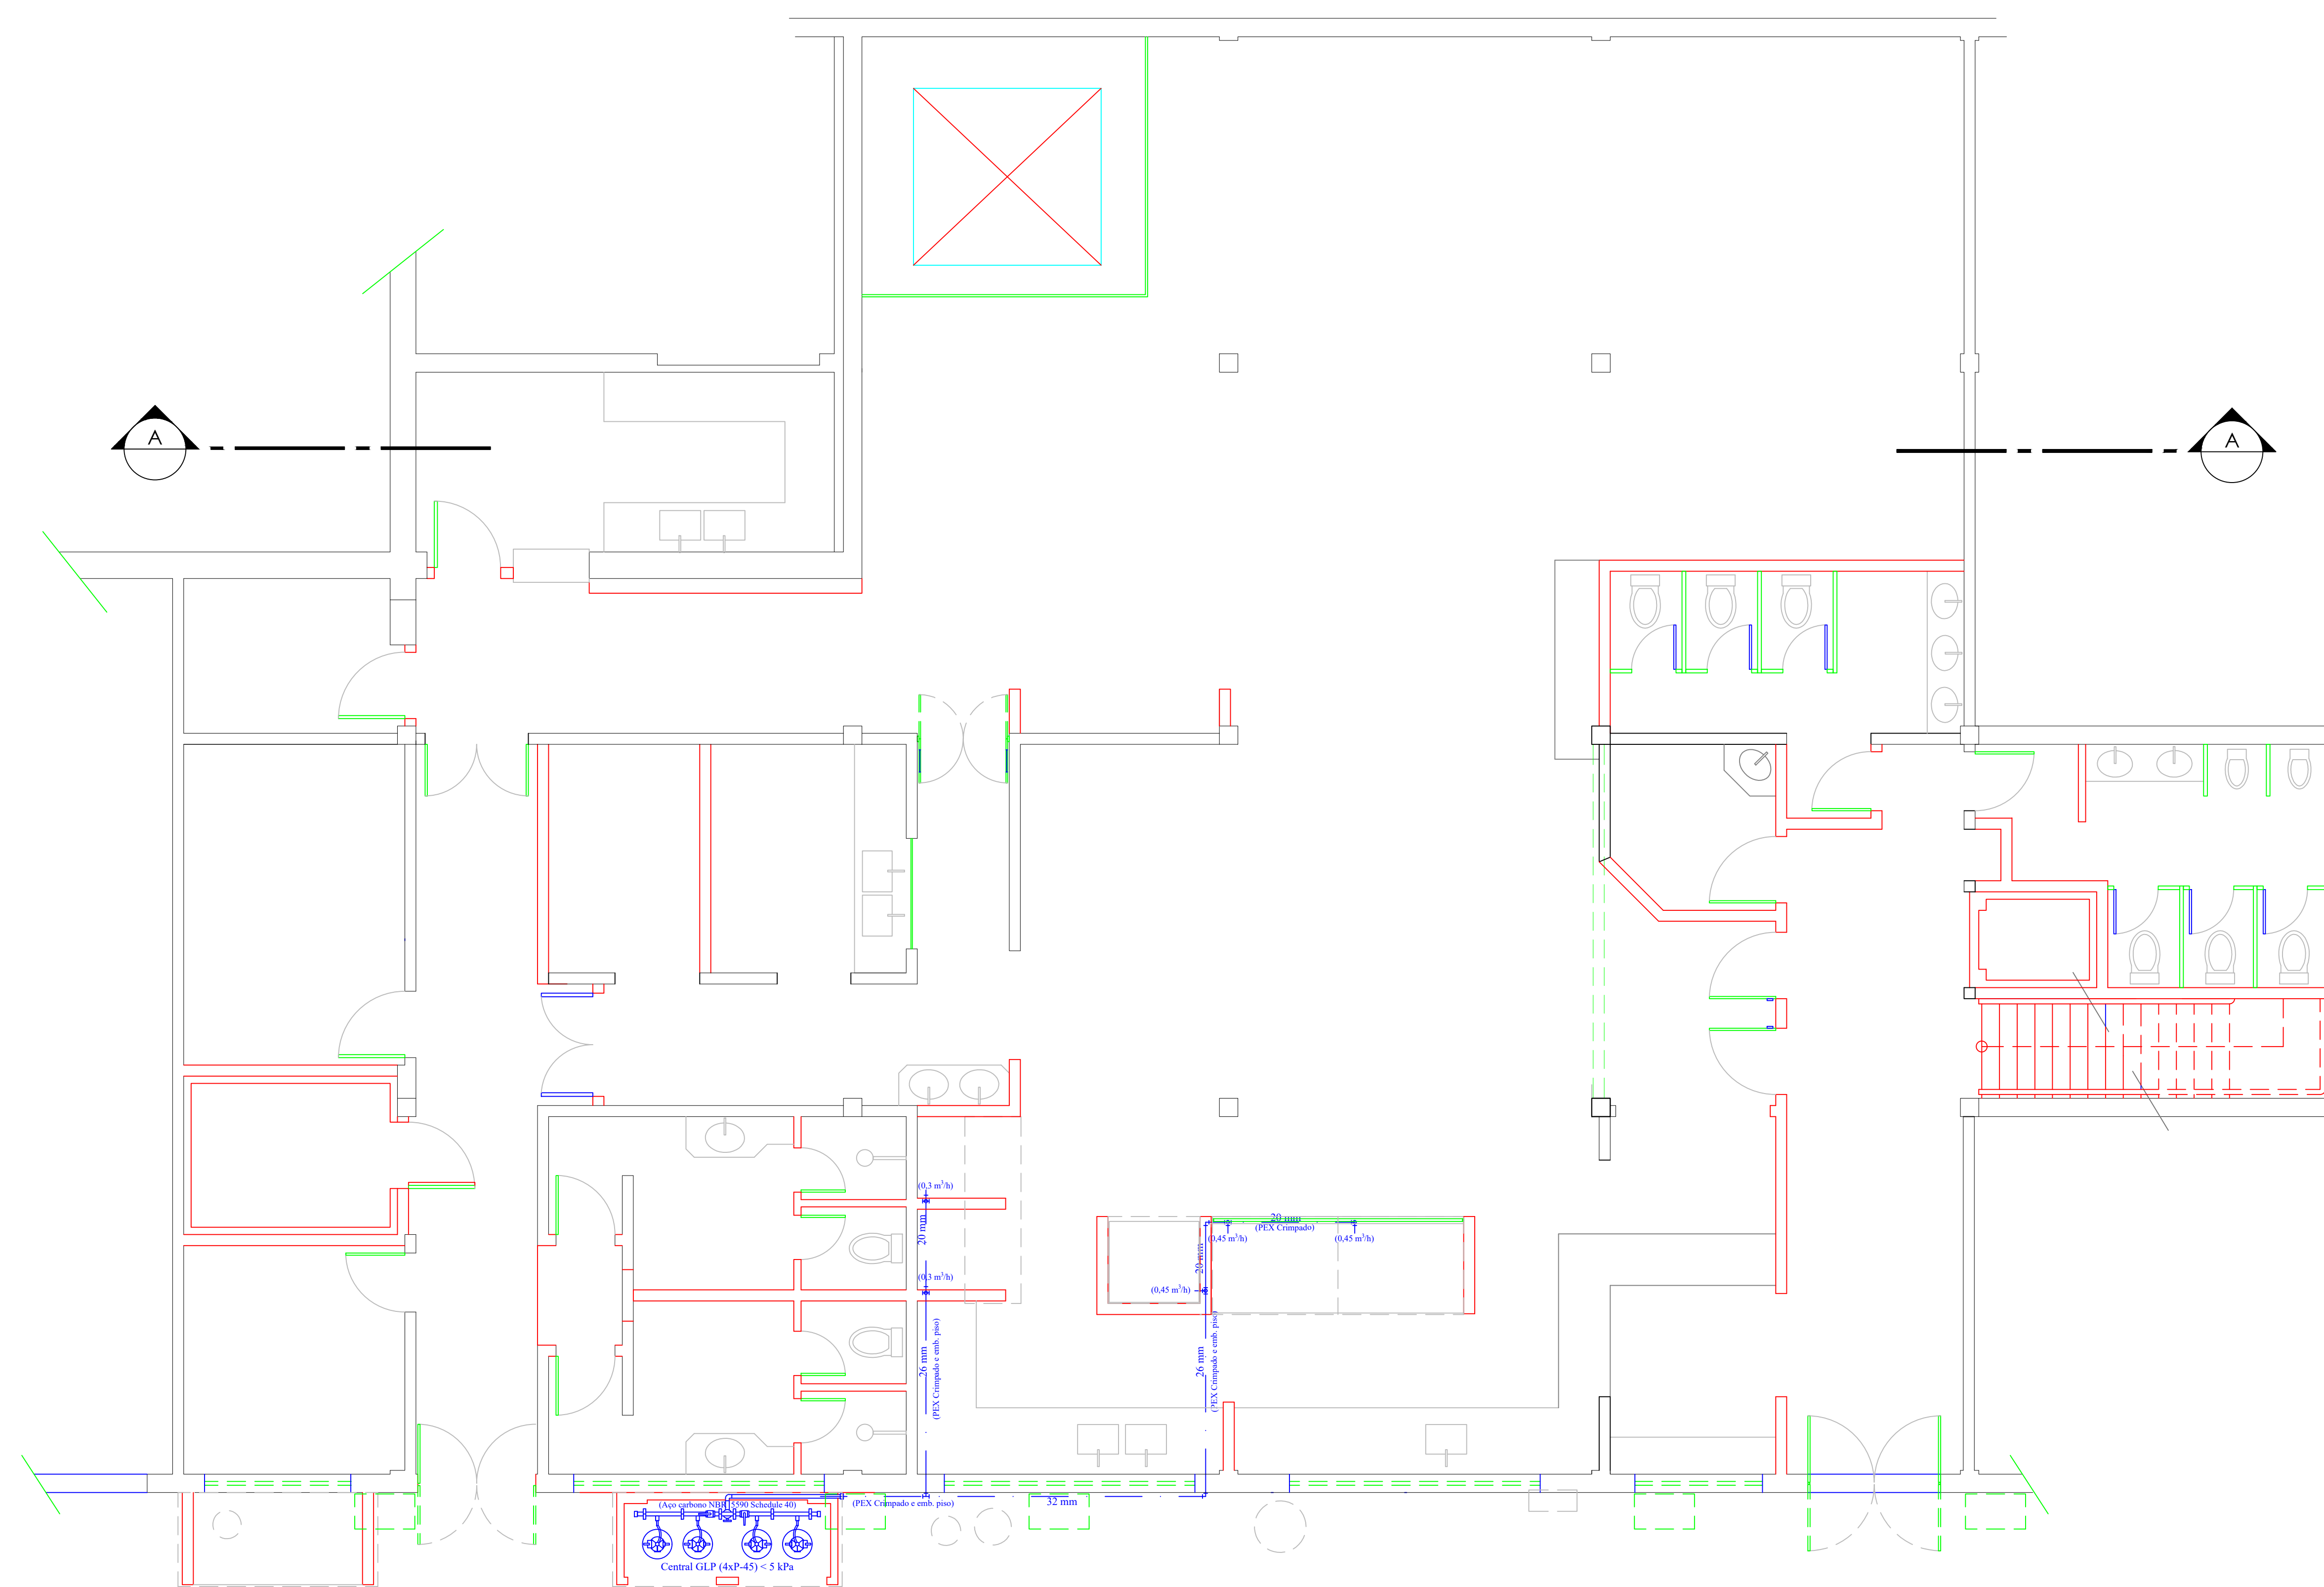 A
A
(0,3 m³/h)
20 mm
(0,3 m³/h)
26 mm
(PEX Crimpado e emb. piso)
20 mm
(PEX Crimpado)
(0,45 m³/h)
(0,45 m³/h)
20 mm
(0,45 m³/h)
26 mm
(PEX Crimpado e emb. piso)
(Aço carbono NBR 5590 Schedule 40)
(PEX Crimpado e emb. piso)
32 mm
Central GLP (4xP-45) < 5 kPa